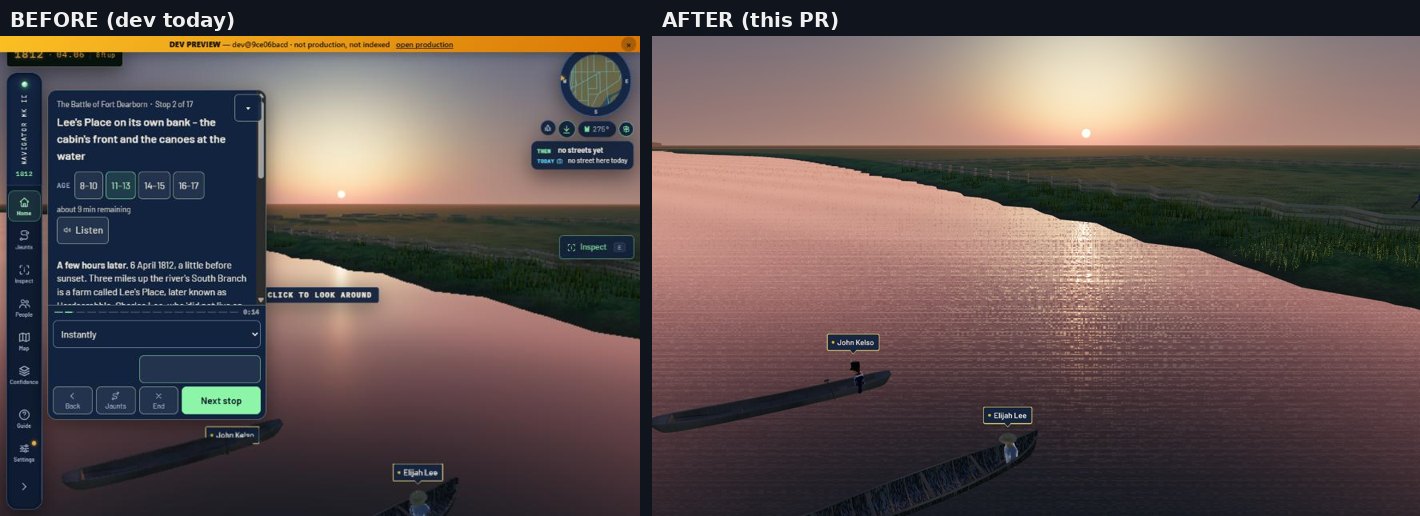 BEFORE (dev today)
AFTER (this PR)
DEV PREVIEW — dev@9ce06bacd · not production, not indexed open production ×
1812 · 04.06
NAVIGATOR MK II
1812
Home
Jaunts
Inspect
People
Map
Confidence
Guide
Settings
The Battle of Fort Dearborn · Stop 2 of 17
Lee's Place on its own bank – the
cabin's front and the canoes at the
water
AGE 8-10 11-13 14-15 16-17
about 9 min remaining
Listen
A few hours later. 6 April 1812, a little before
sunset. Three miles up the river's South Branch
is a farm called Lee's Place, later known as
0:14
Instantly
Back
Jaunts
End
Next stop
E
S
275°
THEN no streets yet
TODAY no street here today
Inspect E
CLICK TO LOOK AROUND
John Kelso
Elijah Lee
John Kelso
Elijah Lee